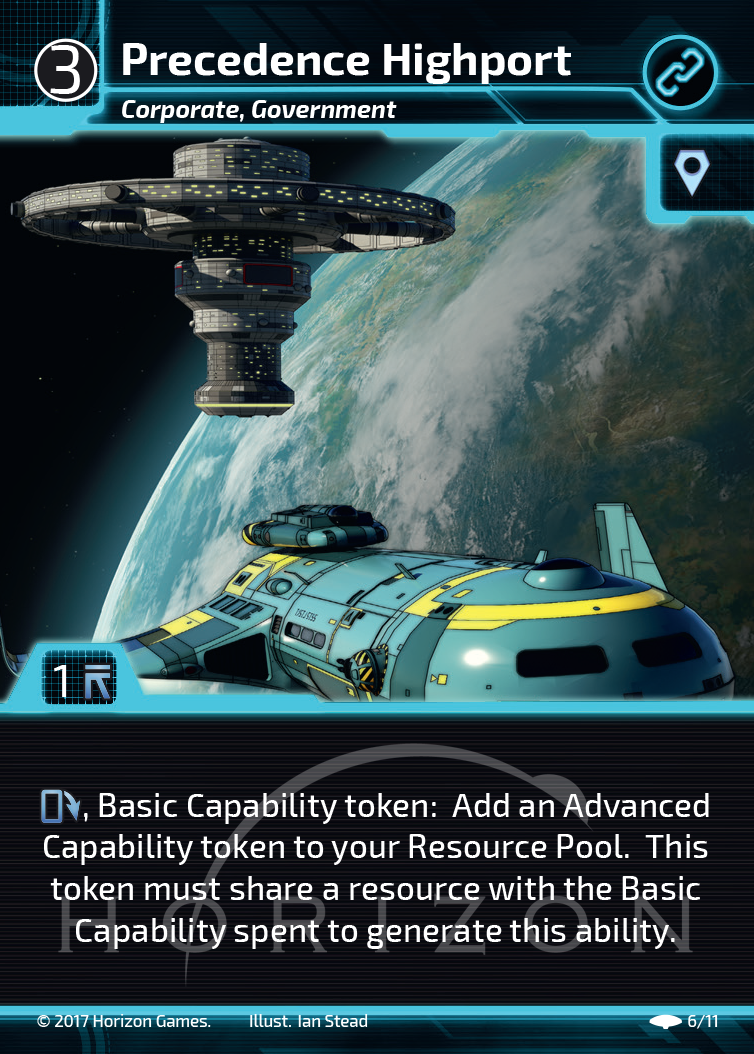 3
Precedence Highport
Corporate, Government
1
, Basic Capability token:  Add an Advanced
Capability token to your Resource Pool.  This
token must share a resource with the Basic
Capability spent to generate this ability.
HORIZON
© 2017 Horizon Games.
Illust. Ian Stead
6/11